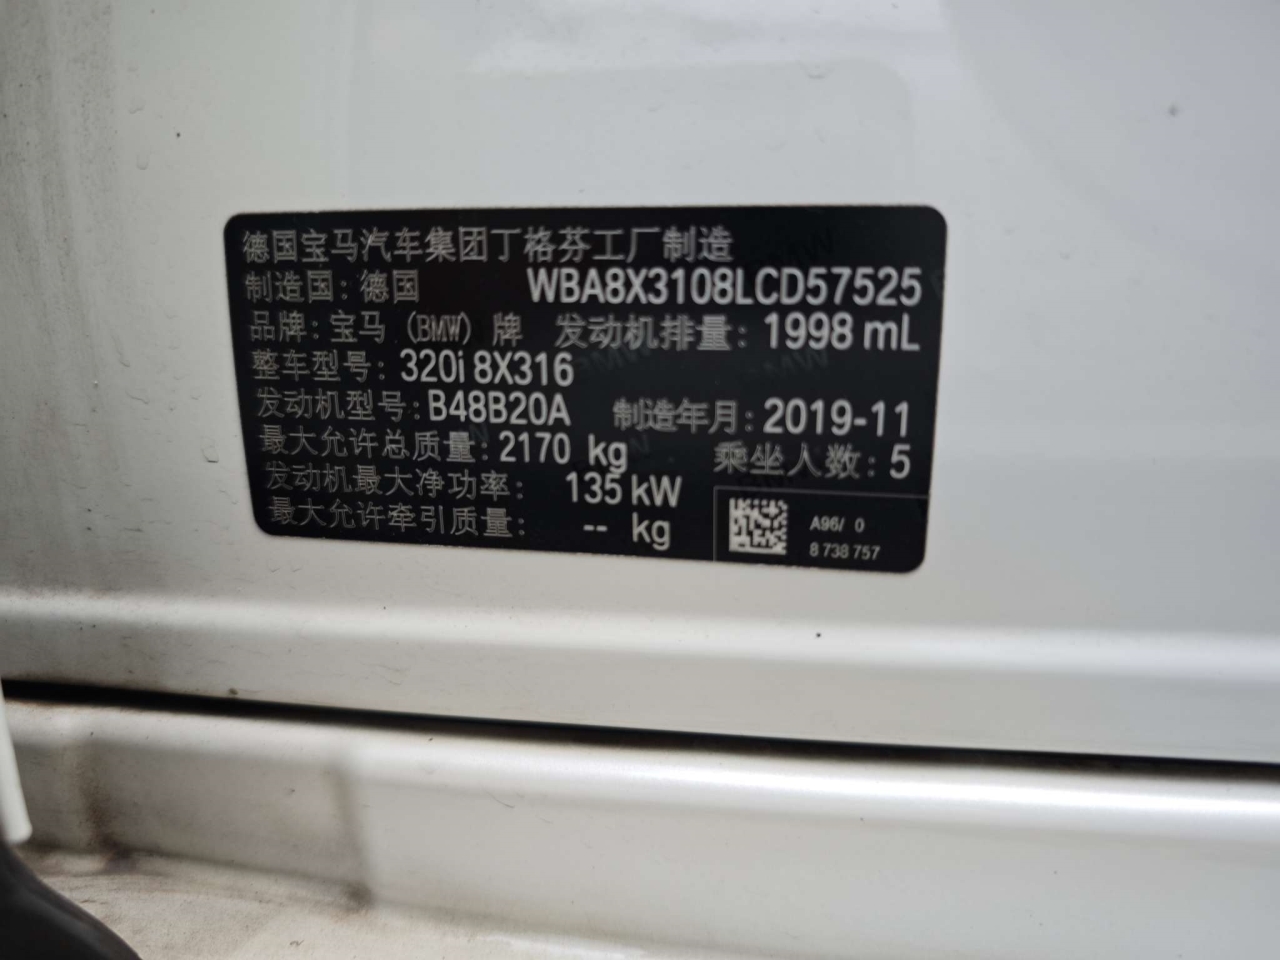 德国宝马汽车集团丁格芬工厂制造
制造国：德国 WBA8X3108LCD57525
品牌：宝马（BMW）牌 发动机排量：1998 mL
整车型号：320i 8X316
发动机型号：B48B20A 制造年月：2019-11
最大允许总质量：2170 kg 乘坐人数：5
发动机最大净功率：135 kW
最大允许牵引质量：-- kg
A96/ 0
8 738 757